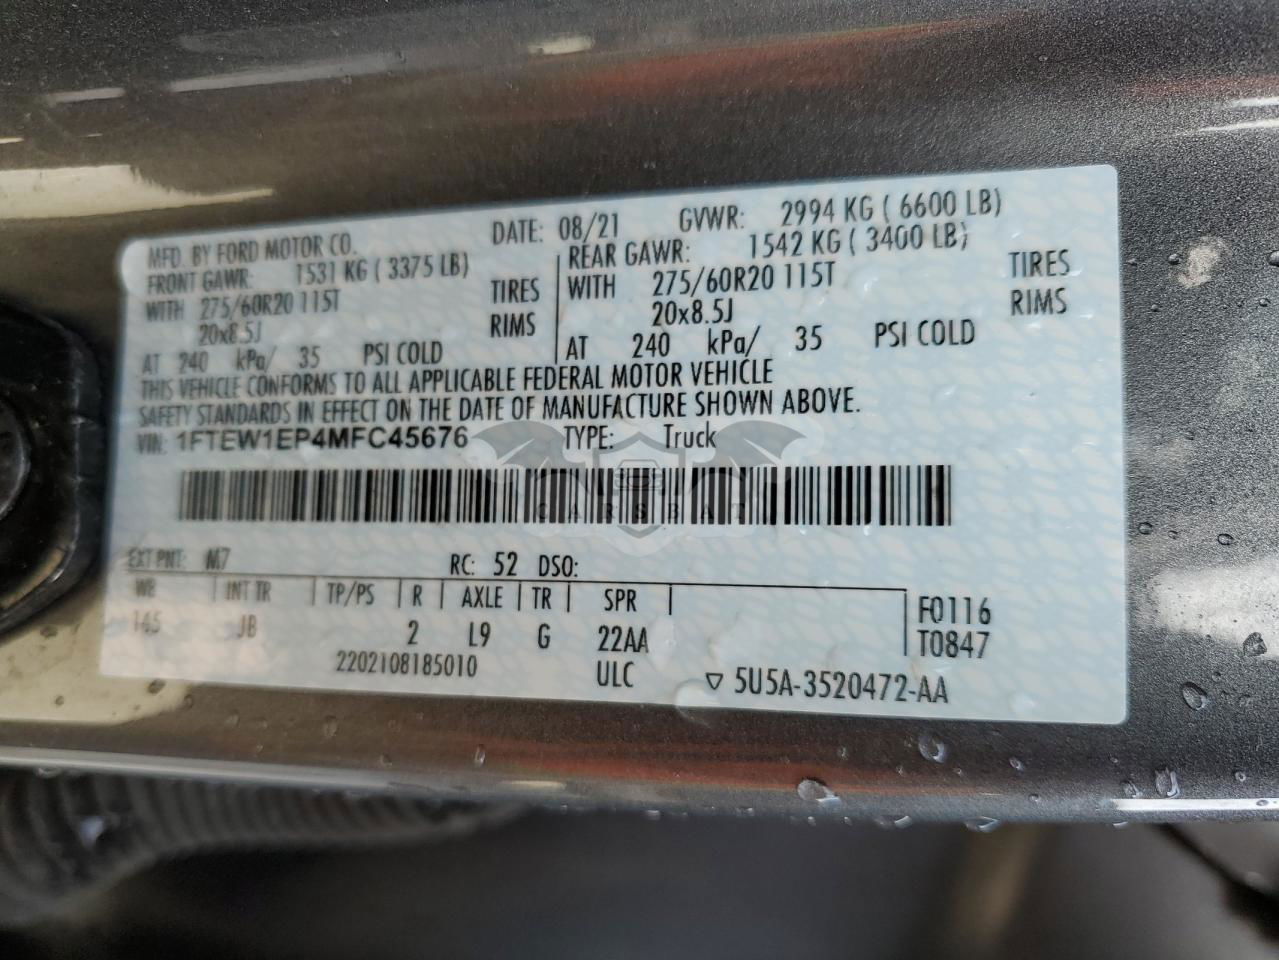 MFD. BY FORD MOTOR CO. DATE: 08/21 GVWR: 2994 KG ( 6600 LB)
FRONT GAWR: 1531 KG ( 3375 LB) REAR GAWR: 1542 KG ( 3400 LB)
WITH 275/60R20 115T TIRES WITH 275/60R20 115T TIRES
20x8.5J RIMS 20x8.5J RIMS
AT 240 kPa/ 35 PSI COLD AT 240 kPa/ 35 PSI COLD
THIS VEHICLE CONFORMS TO ALL APPLICABLE FEDERAL MOTOR VEHICLE
SAFETY STANDARDS IN EFFECT ON THE DATE OF MANUFACTURE SHOWN ABOVE.
VIN: 1FTEW1EP4MFC45676 TYPE: Truck
CARSBAT
EXT PNT: M7 RC: 52 DSO:
WB INT TR TP/PS R AXLE TR SPR F0116
145 JB 2 L9 G 22AA T0847
2202108185010 ULC ▽ 5U5A-3520472-AA